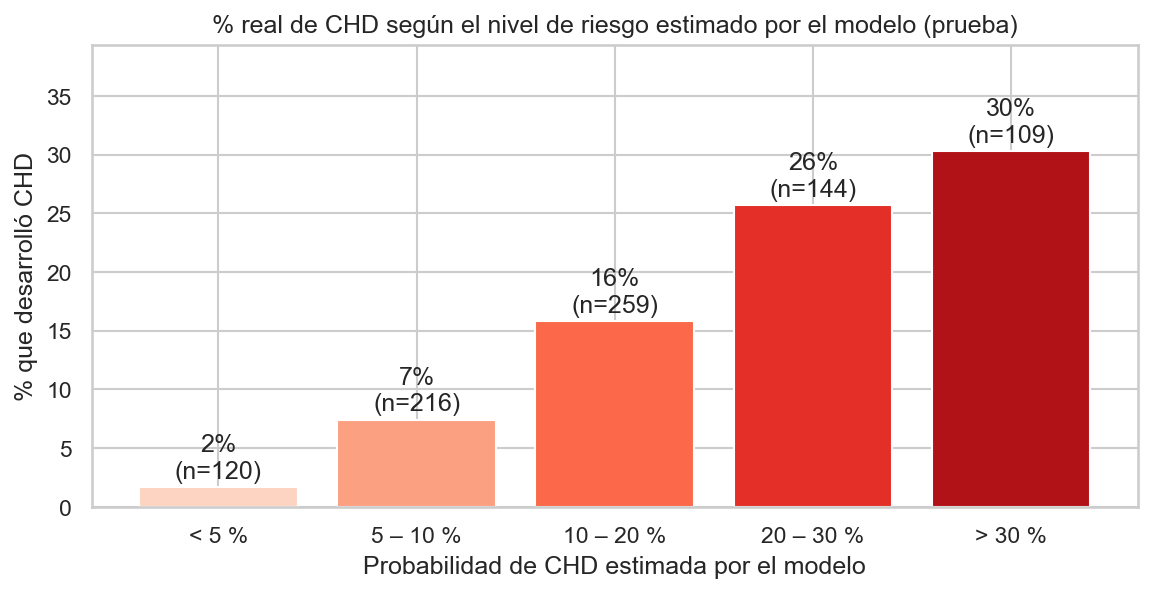 % real de CHD según el nivel de riesgo estimado por el modelo (prueba)
% que desarrolló CHD
35
30
25
20
15
10
5
0
2%
(n=120)
7%
(n=216)
16%
(n=259)
26%
(n=144)
30%
(n=109)
< 5 %
5 – 10 %
10 – 20 %
20 – 30 %
> 30 %
Probabilidad de CHD estimada por el modelo